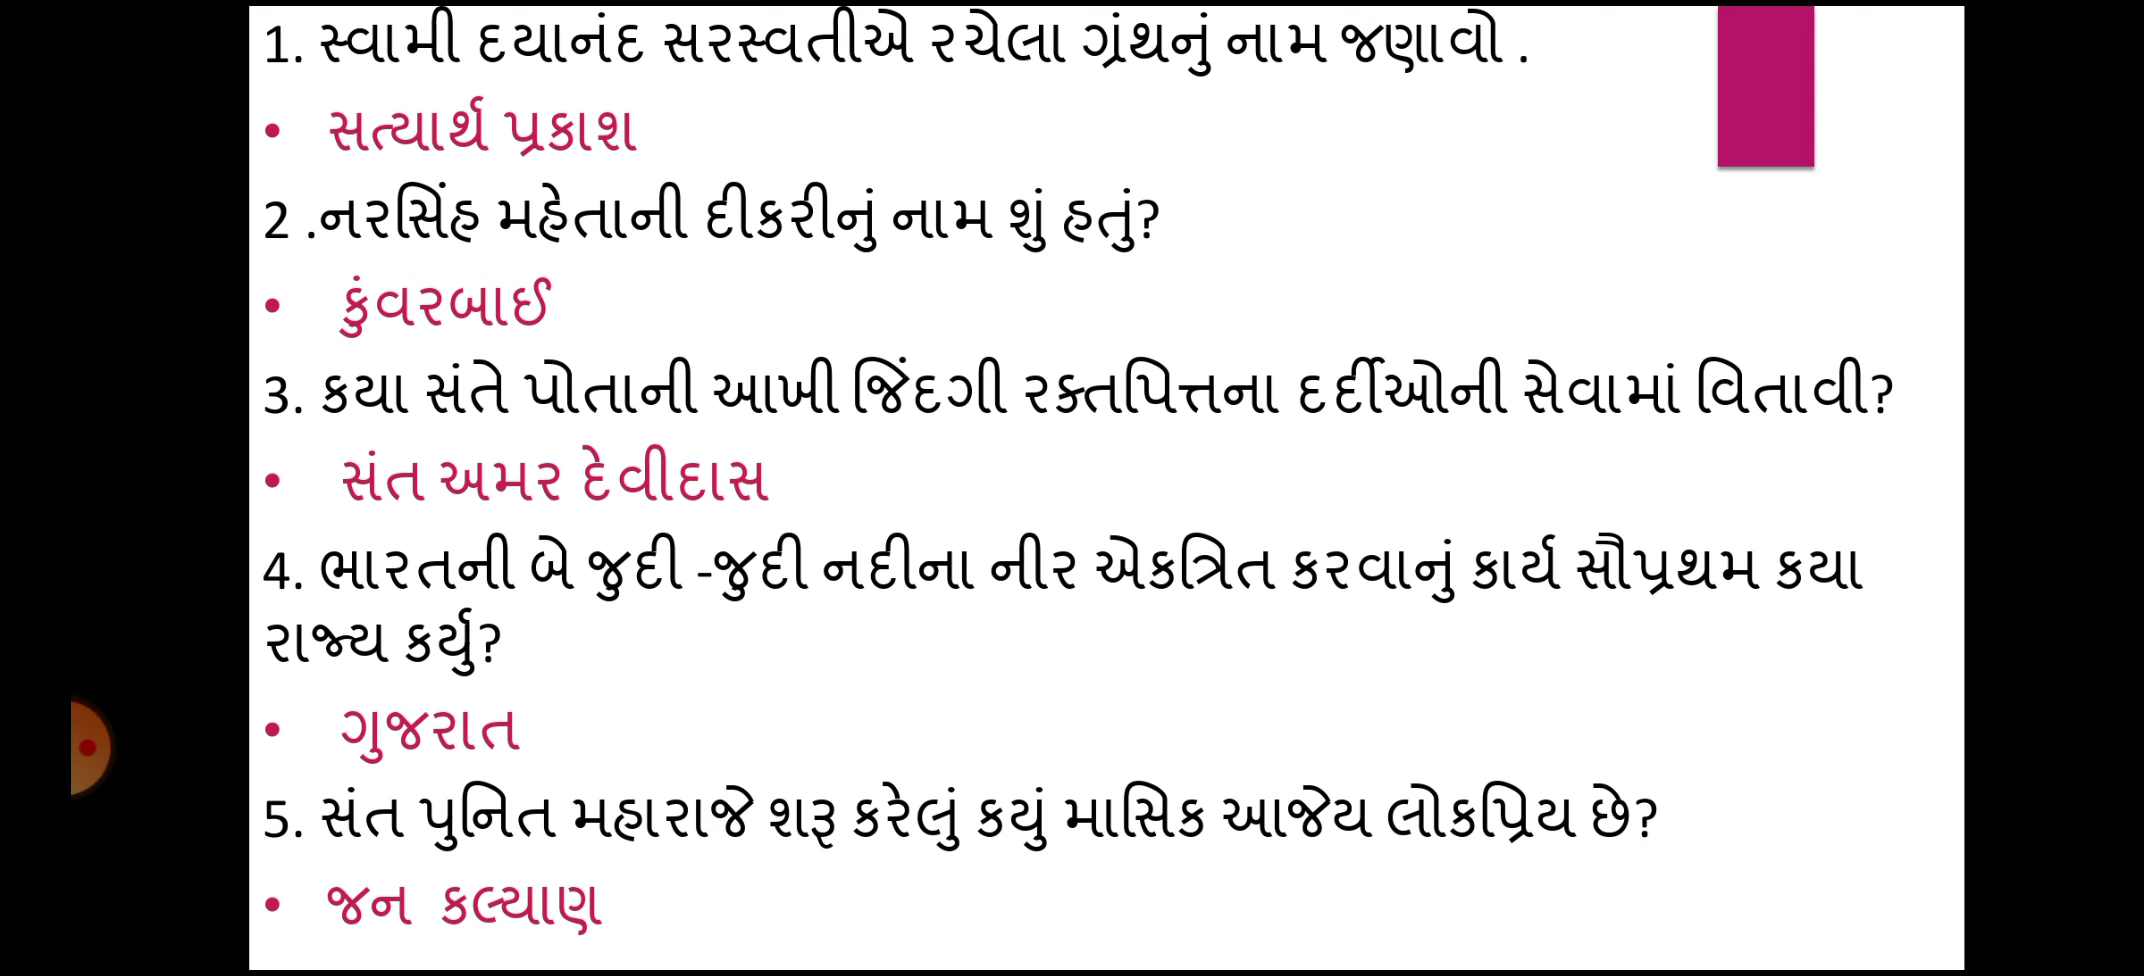 1. સ્વામી દયાનંદ સરસ્વતીએ રચેલા ગ્રંથનું નામ જણાવો .
• સત્યાર્થ પ્રકાશ
2 .નરસિંહ મહેતાની દીકરીનું નામ શું હતું?
• કુંવરબાઈ
3. કયા સંતે પોતાની આખી જિંદગી રક્તપિત્તના દર્દીઓની સેવામાં વિતાવી?
• સંત અમર દેવીદાસ
4. ભારતની બે જુદી -જુદી નદીના નીર એકત્રિત કરવાનું કાર્ય સૌપ્રથમ કયા
રાજ્ય કર્યુ?
• ગુજરાત
5. સંત પુનિત મહારાજે શરૂ કરેલું કયું માસિક આજેય લોકપ્રિય છે?
• જન કલ્યાણ